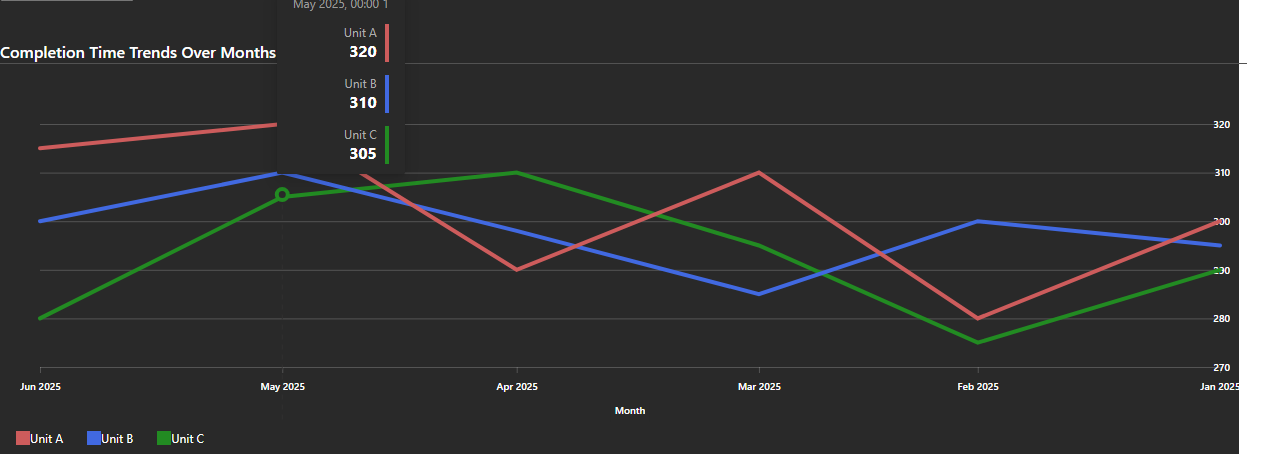 May 2025, 00:00 1
Unit A
320
Completion Time Trends Over Months
Unit B
310
Unit C
305
320
310
300
290
280
270
Jun 2025
May 2025
Apr 2025
Mar 2025
Feb 2025
Jan 2025
Month
Unit A
Unit B
Unit C